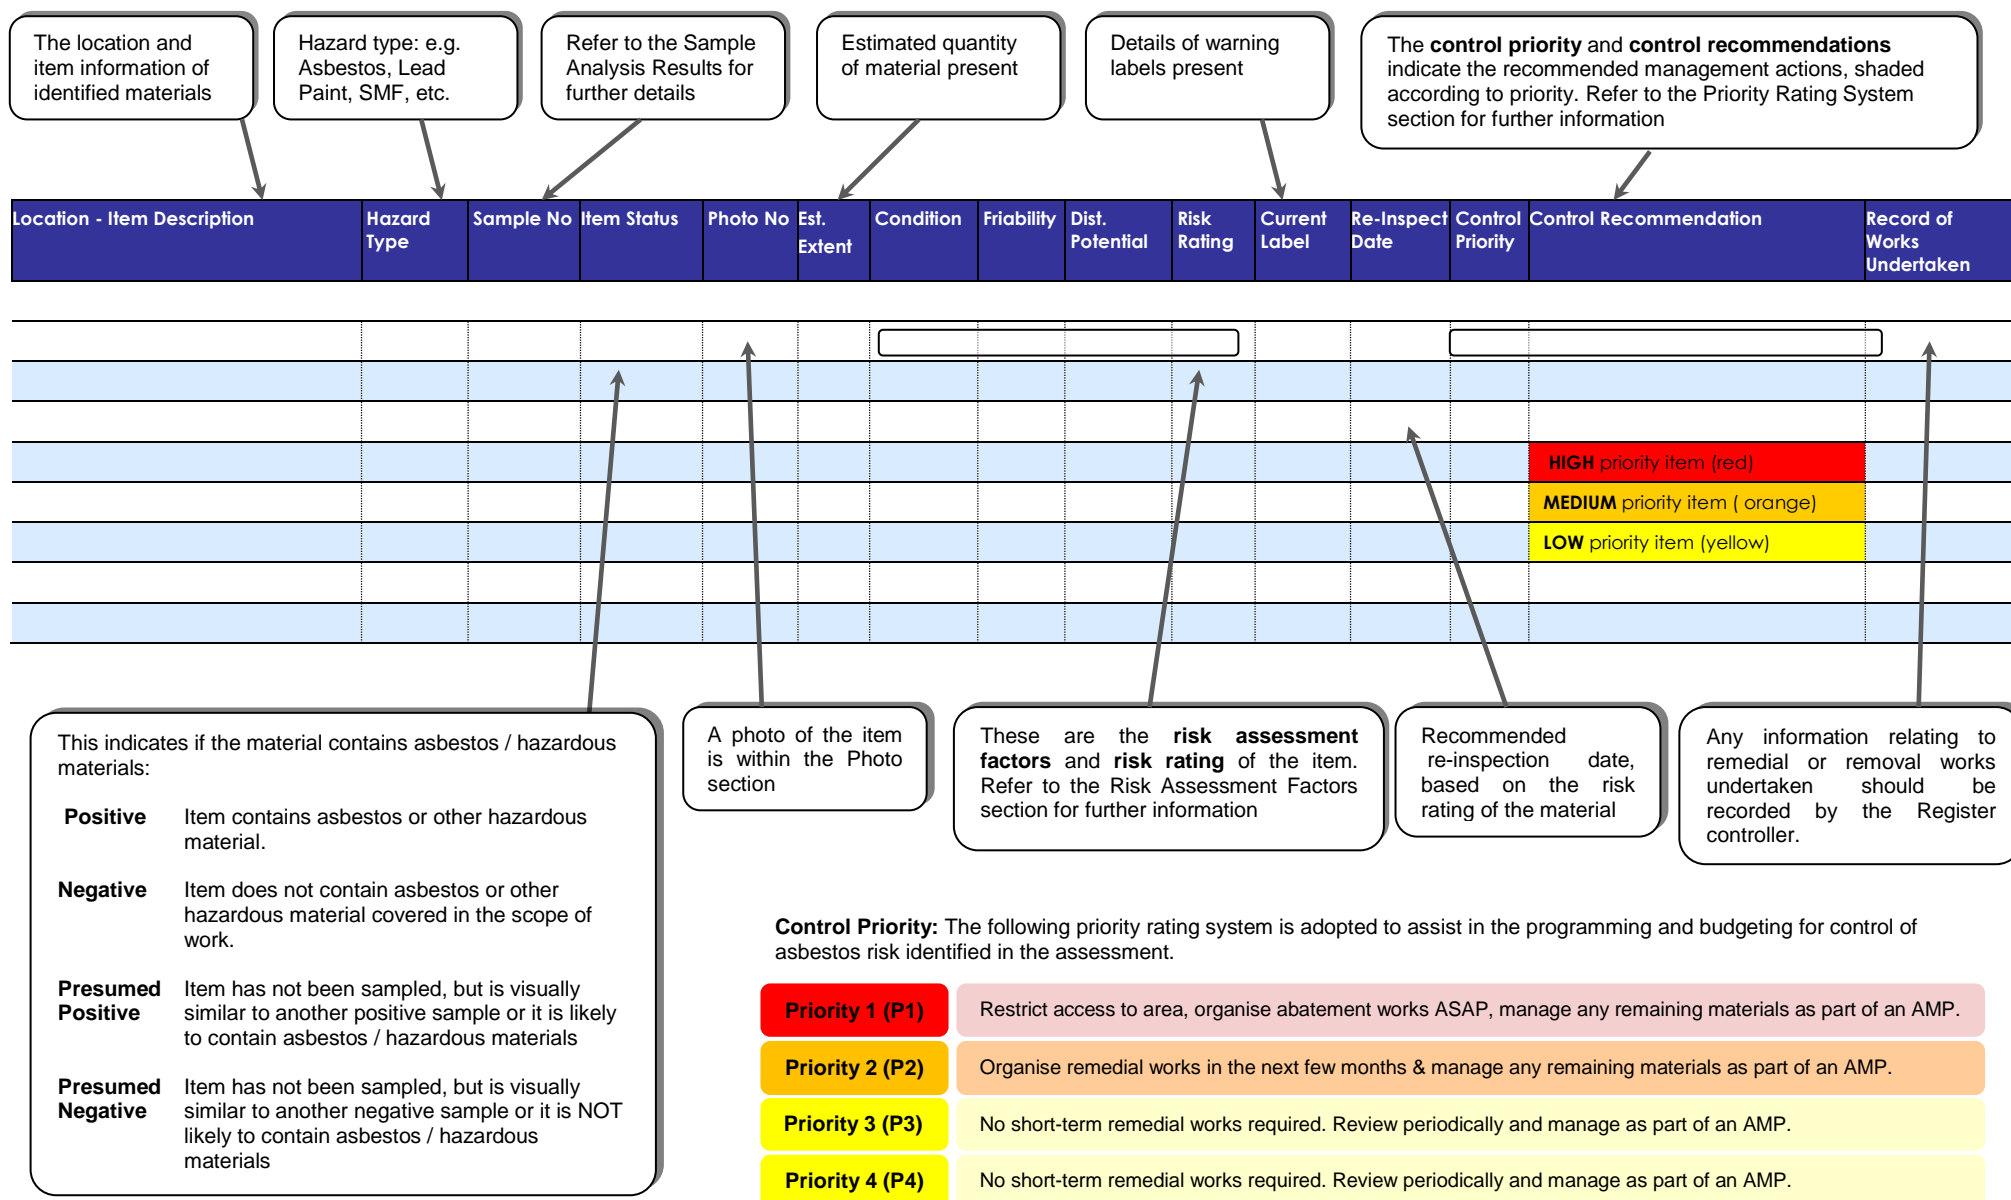 The location and
item information of
identified materials
Hazard type: e.g.
Asbestos, Lead
Paint, SMF, etc.
Refer to the Sample
Analysis Results for
further details
Estimated quantity
of material present
Details of warning
labels present
The control priority and control recommendations
indicate the recommended management actions, shaded
according to priority. Refer to the Priority Rating System
section for further information
Location - Item Description
Hazard
Type
Sample No
Item Status
Photo No
Est.
Extent
Condition
Friability
Dist.
Potential
Risk
Rating
Current
Label
Re-Inspect
Date
Control
Priority
Control Recommendation
Record of
Works
Undertaken
HIGH priority item (red)
MEDIUM priority item ( orange)
LOW priority item (yellow)
This indicates if the material contains asbestos / hazardous
materials:
Positive Item contains asbestos or other hazardous
material.
Negative Item does not contain asbestos or other
hazardous material covered in the scope of
work.
Presumed Item has not been sampled, but is visually
Positive similar to another positive sample or it is likely
to contain asbestos / hazardous materials
Presumed Item has not been sampled, but is visually
Negative similar to another negative sample or it is NOT
likely to contain asbestos / hazardous
materials
A photo of the item
is within the Photo
section
These are the risk assessment
factors and risk rating of the item.
Refer to the Risk Assessment Factors
section for further information
Recommended
re-inspection date,
based on the risk
rating of the material
Any information relating to
remedial or removal works
undertaken should be
recorded by the Register
controller.
Control Priority: The following priority rating system is adopted to assist in the programming and budgeting for control of
asbestos risk identified in the assessment.
Priority 1 (P1) Restrict access to area, organise abatement works ASAP, manage any remaining materials as part of an AMP.
Priority 2 (P2) Organise remedial works in the next few months & manage any remaining materials as part of an AMP.
Priority 3 (P3) No short-term remedial works required. Review periodically and manage as part of an AMP.
Priority 4 (P4) No short-term remedial works required. Review periodically and manage as part of an AMP.